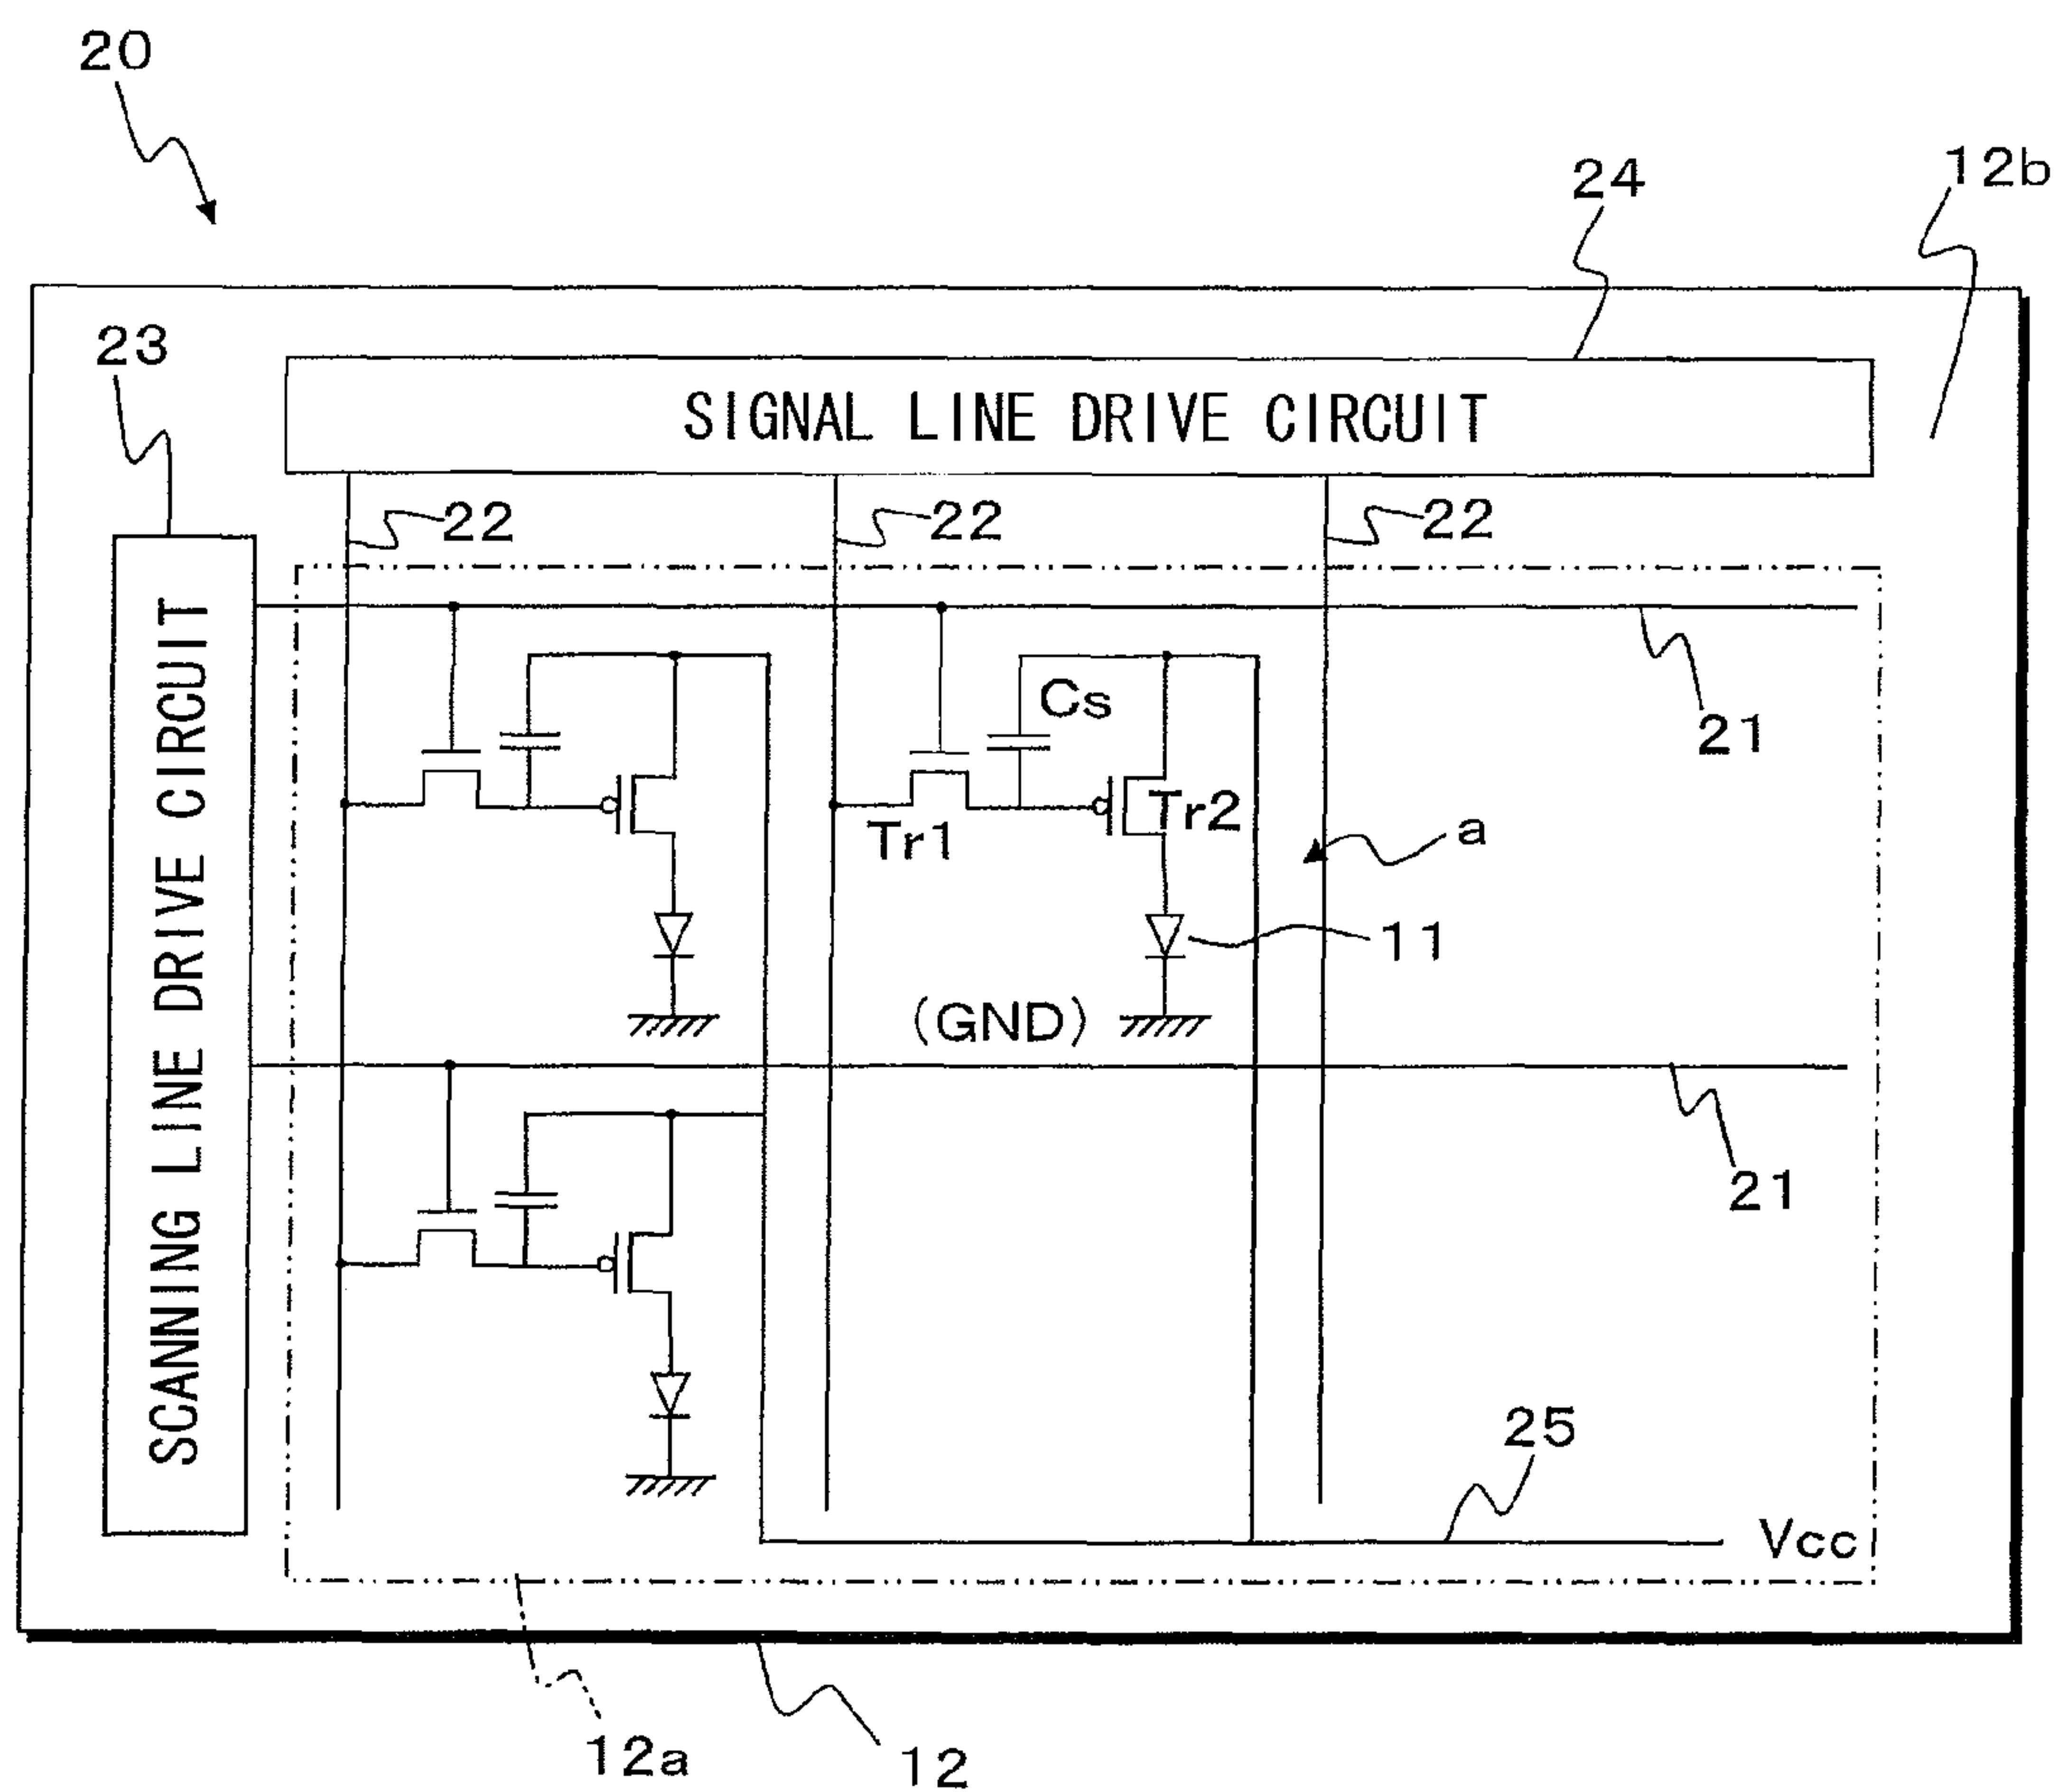 20
12b
24
23
SIGNAL LINE DRIVE CIRCUIT
22
22
22
SCANNING LINE DRIVE CIRCUIT
Cs
21
Tr1
Tr2
a
11
(GND)
21
25
Vcc
12a
12